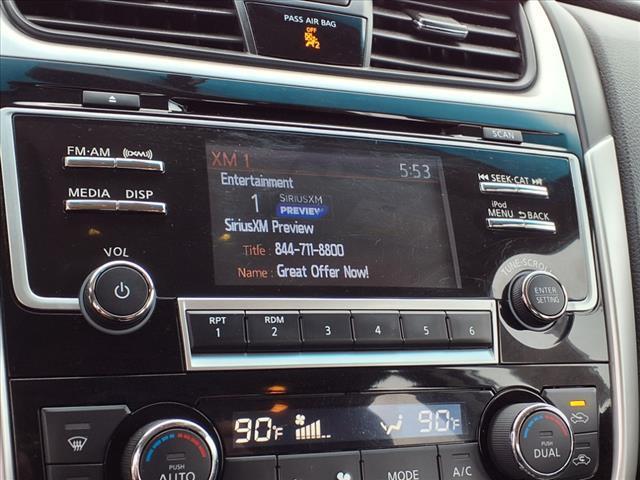 PASS AIR BAG
OFF
2
SCAN
FM·AM ((XM))
MEDIA DISP
VOL
XM 1 5:53
Entertainment
1 SIRIUSXM
PREVIEW
SiriusXM Preview
Title : 844-711-8800
Name : Great Offer Now!
SEEK·CAT
iPod
MENU BACK
TUNE·SCROLL
ENTER
SETTING
RPT
1
RDM
2
3
4
5
6
90°F
90°F
PUSH
AUTO
MODE
A/C
PUSH
DUAL